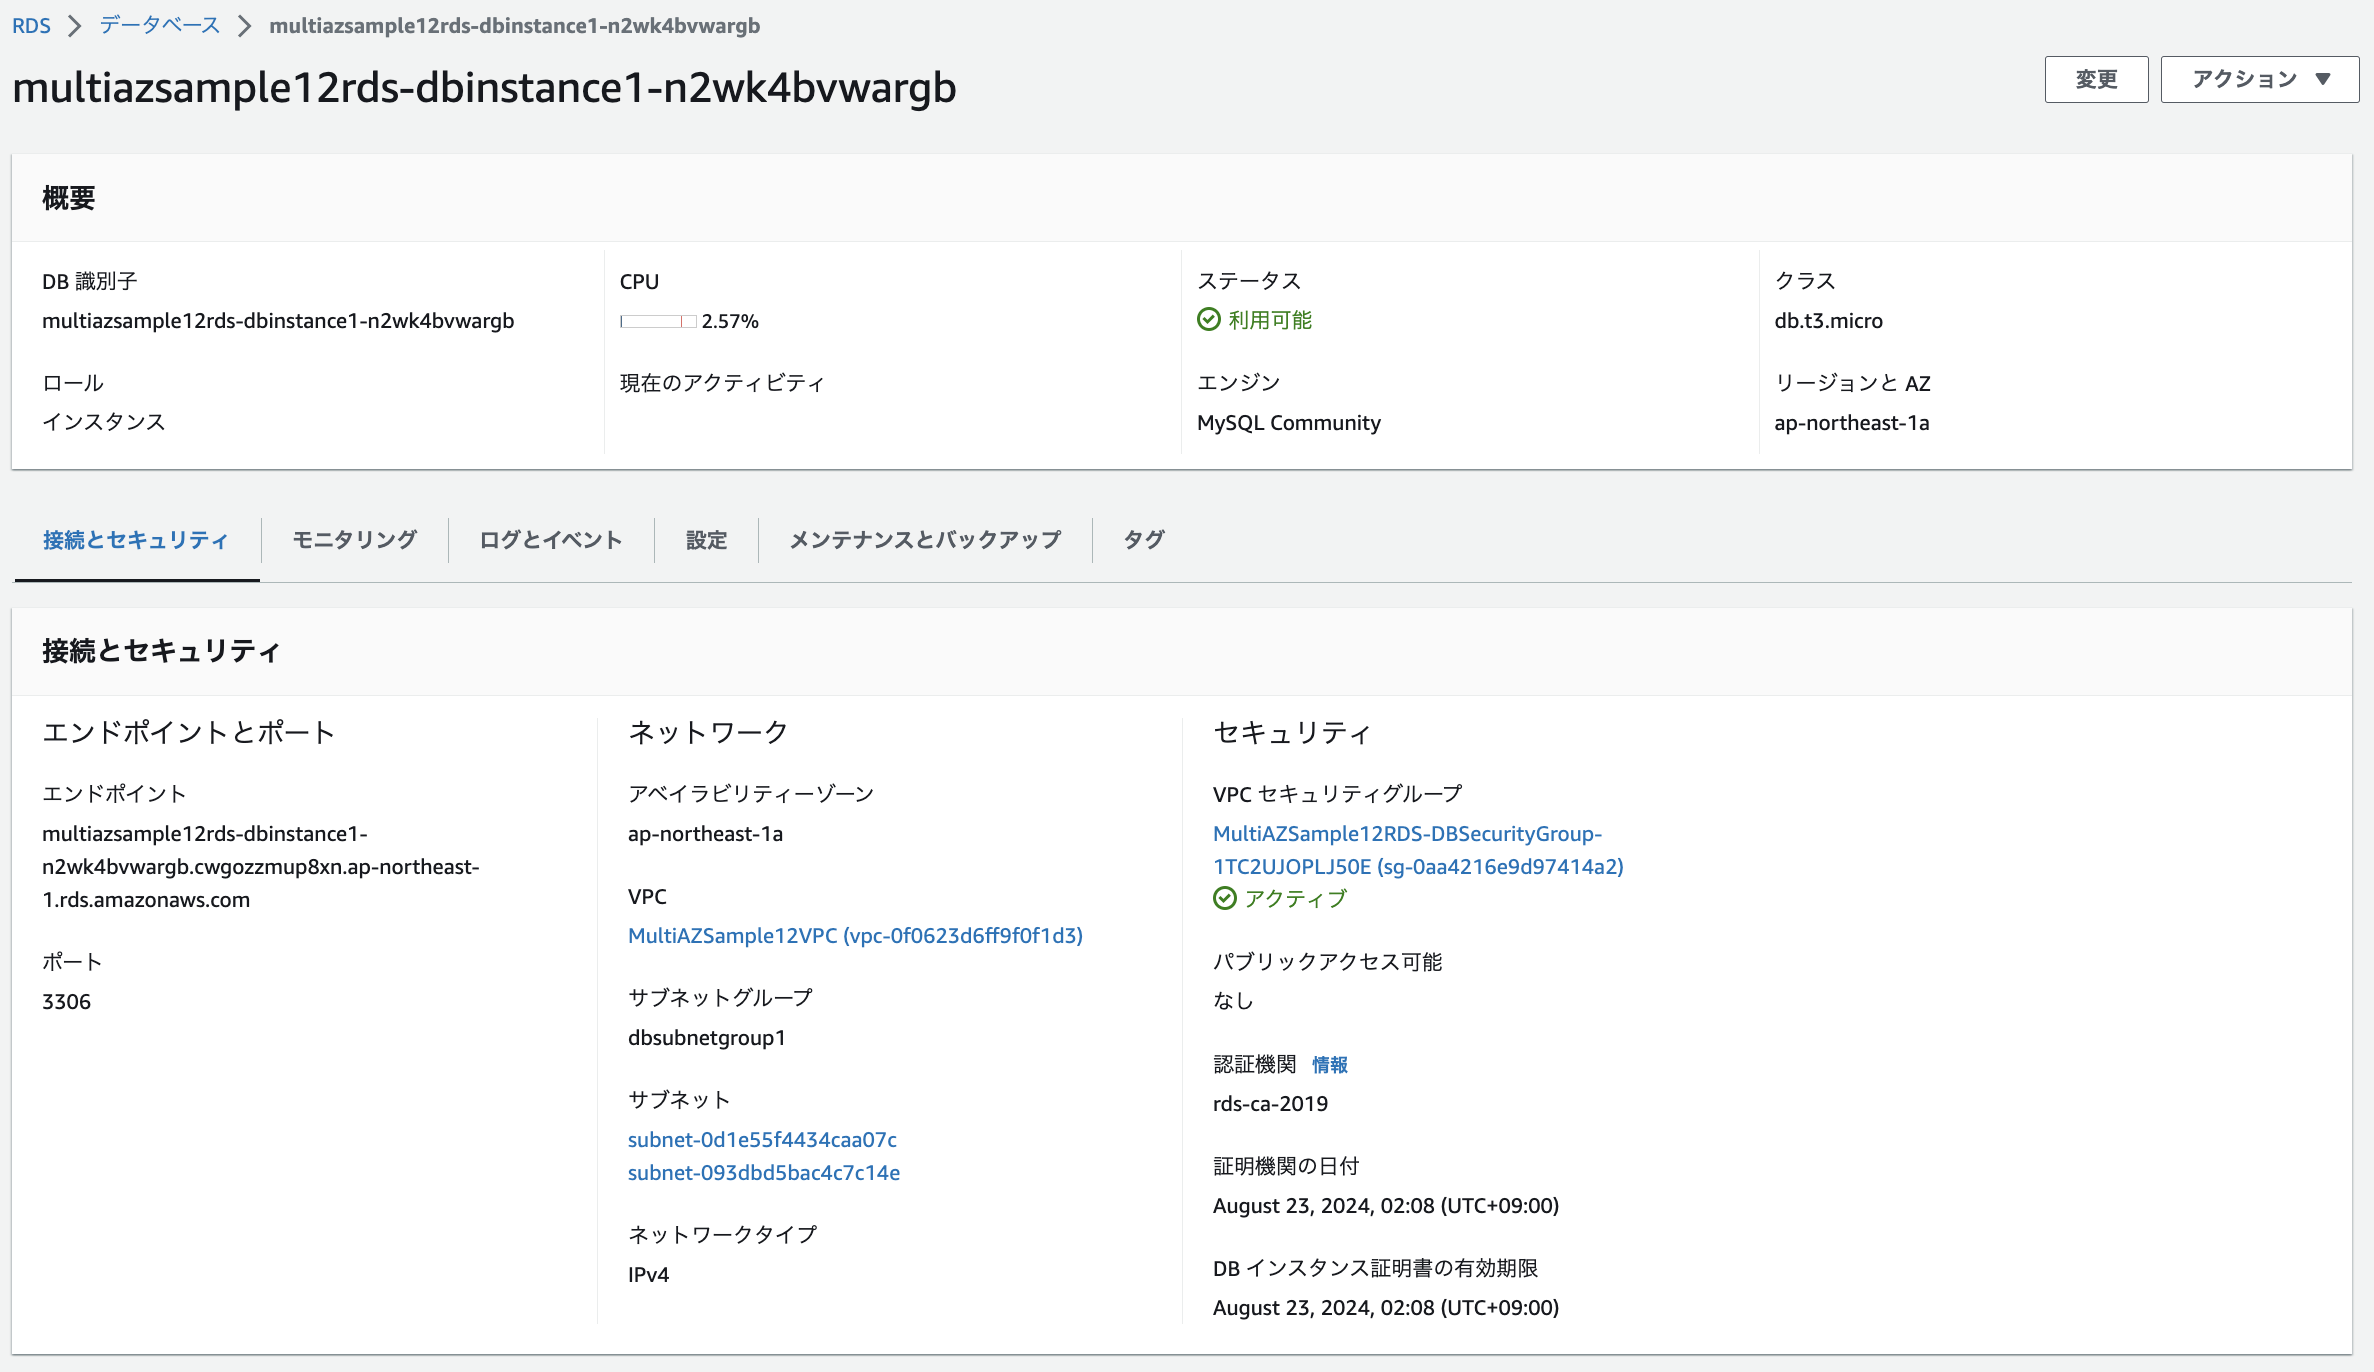 RDS データベース multiazsample12rds-dbinstance1-n2wk4bvwargb
multiazsample12rds-dbinstance1-n2wk4bvwargb
変更 アクション
概要
DB 識別子
multiazsample12rds-dbinstance1-n2wk4bvwargb
ロール
インスタンス
CPU
2.57%
現在のアクティビティ
ステータス
利用可能
エンジン
MySQL Community
クラス
db.t3.micro
リージョンと AZ
ap-northeast-1a
接続とセキュリティ モニタリング ログとイベント 設定 メンテナンスとバックアップ タグ
接続とセキュリティ
エンドポイントとポート
エンドポイント
multiazsample12rds-dbinstance1-
n2wk4bvwargb.cwgozzmup8xn.ap-northeast-
1.rds.amazonaws.com
ポート
3306
ネットワーク
アベイラビリティーゾーン
ap-northeast-1a
VPC
MultiAZSample12VPC (vpc-0f0623d6ff9f0f1d3)
サブネットグループ
dbsubnetgroup1
サブネット
subnet-0d1e55f4434caa07c
subnet-093dbd5bac4c7c14e
ネットワークタイプ
IPv4
セキュリティ
VPC セキュリティグループ
MultiAZSample12RDS-DBSecurityGroup-
1TC2UJOPLJ50E (sg-0aa4216e9d97414a2)
アクティブ
パブリックアクセス可能
なし
認証機関 情報
rds-ca-2019
証明機関の日付
August 23, 2024, 02:08 (UTC+09:00)
DB インスタンス証明書の有効期限
August 23, 2024, 02:08 (UTC+09:00)